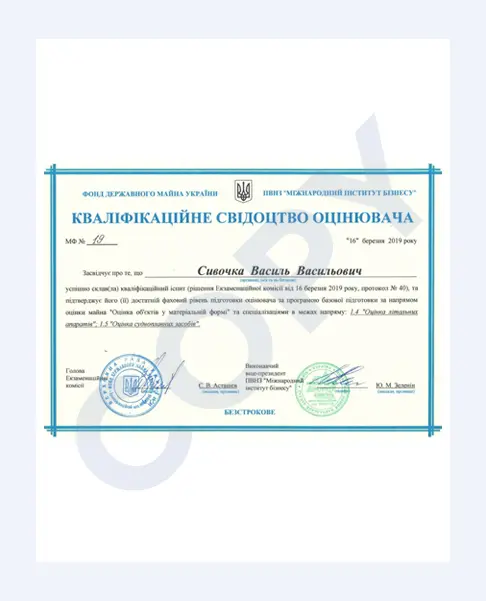 ФОНД ДЕРЖАВНОГО МАЙНА УКРАЇНИ
ПВНЗ "МІЖНАРОДНИЙ ІНСТИТУТ БІЗНЕСУ"
КВАЛІФІКАЦІЙНЕ СВІДОЦТВО ОЦІНЮВАЧА
МФ № 19
"16" березня 2019 року
Засвідчує про те, що Сивочка Василь Васильович
(прізвище, ім'я та по батькові)
успішно склав(ла) кваліфікаційний іспит (рішення Екзаменаційної комісії від 16 березня 2019 року, протокол № 40), та
підтверджує його (її) достатній фаховий рівень підготовки оцінювача за програмою базової підготовки за напрямом
оцінки майна "Оцінка об'єктів у матеріальній формі" та спеціалізаціями в межах напряму: 1.4 "Оцінка літальних
апаратів", 1.5 "Оцінка судноплавних засобів".
Голова
Екзаменаційної
комісії
С. В. Асташев
Виконавчий
віце-президент
ПВНЗ "Міжнародний
інститут бізнесу"
Ю. М. Зеленін
БЕЗСТРОКОВЕ
COPY